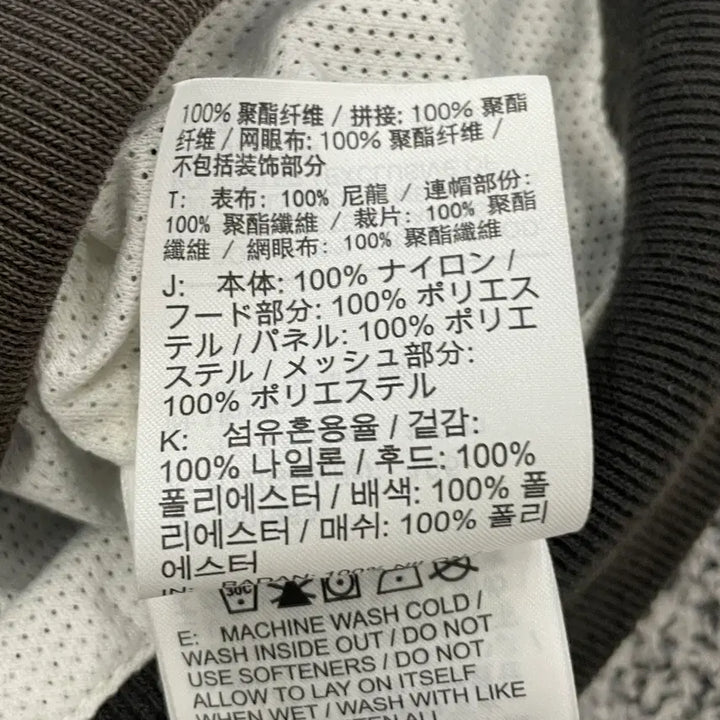 100% 聚酯纤维 / 拼接: 100% 聚酯
纤维 / 网眼布: 100% 聚酯纤维 /
不包括装饰部分
T: 表布: 100% 尼龍 / 連帽部份:
100% 聚酯纖維 / 裁片: 100% 聚酯
纖維 / 網眼布: 100% 聚酯纖維
J: 本体: 100% ナイロン /
フード部分: 100% ポリエス
テル / パネル: 100% ポリエ
ステル / メッシュ部分:
100% ポリエステル
K: 섬유혼용율 / 겉감:
100% 나일론 / 후드: 100%
폴리에스터 / 배색: 100% 폴
리에스터 / 매쉬: 100% 폴리
에스터
30C
E: MACHINE WASH COLD /
WASH INSIDE OUT / DO NOT
USE SOFTENERS / DO NOT
ALLOW TO LAY ON ITSELF
WHEN WET / WASH WITH LIKE